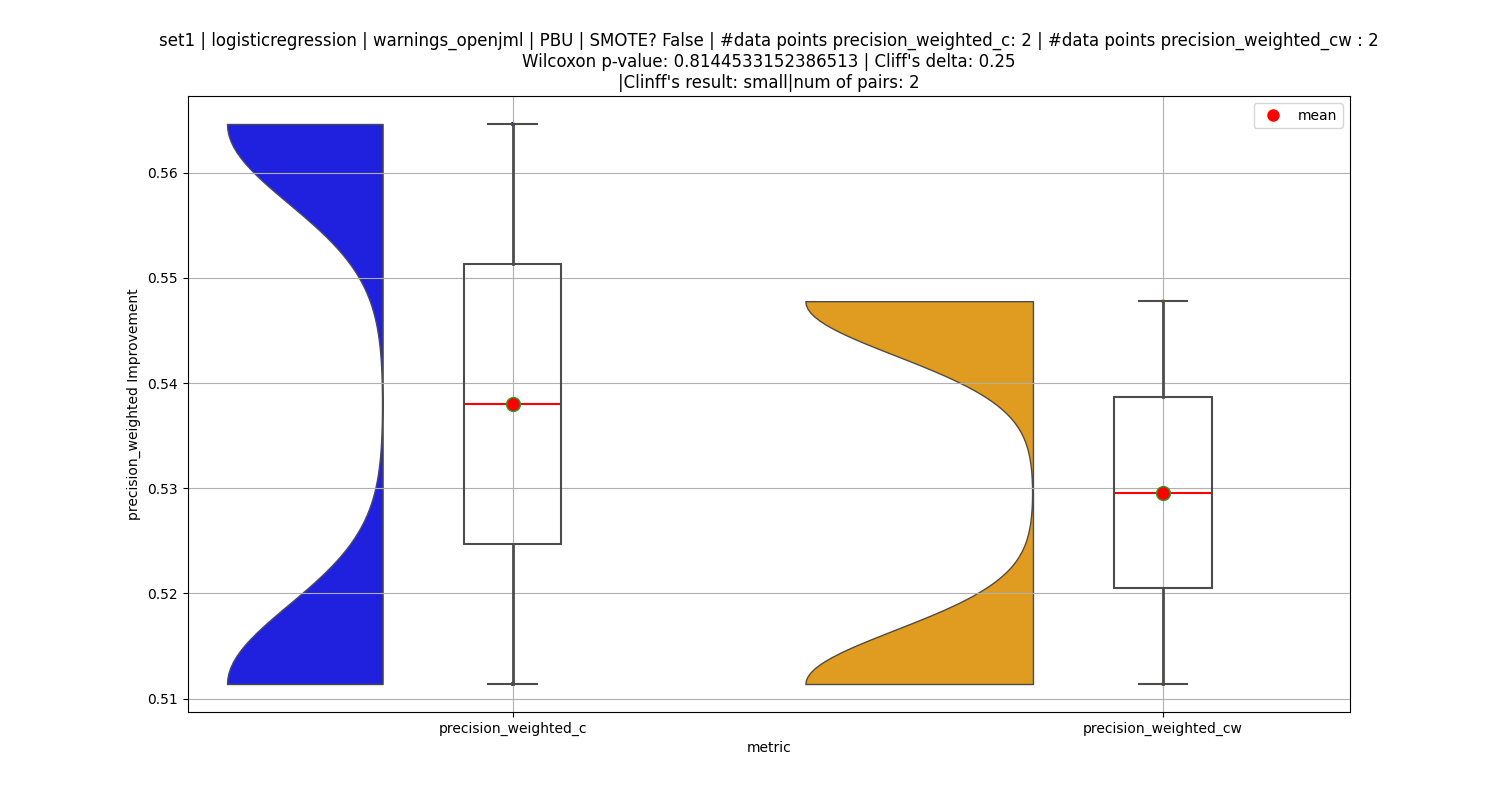 set1 | logisticregression | warnings_openjml | PBU | SMOTE? False | #data points precision_weighted_c: 2 | #data points precision_weighted_cw : 2
Wilcoxon p-value: 0.8144533152386513 | Cliff's delta: 0.25
|Clinff's result: small|num of pairs: 2
mean
0.56
0.55
0.54
0.53
0.52
0.51
precision_weighted Improvement
precision_weighted_c
precision_weighted_cw
metric